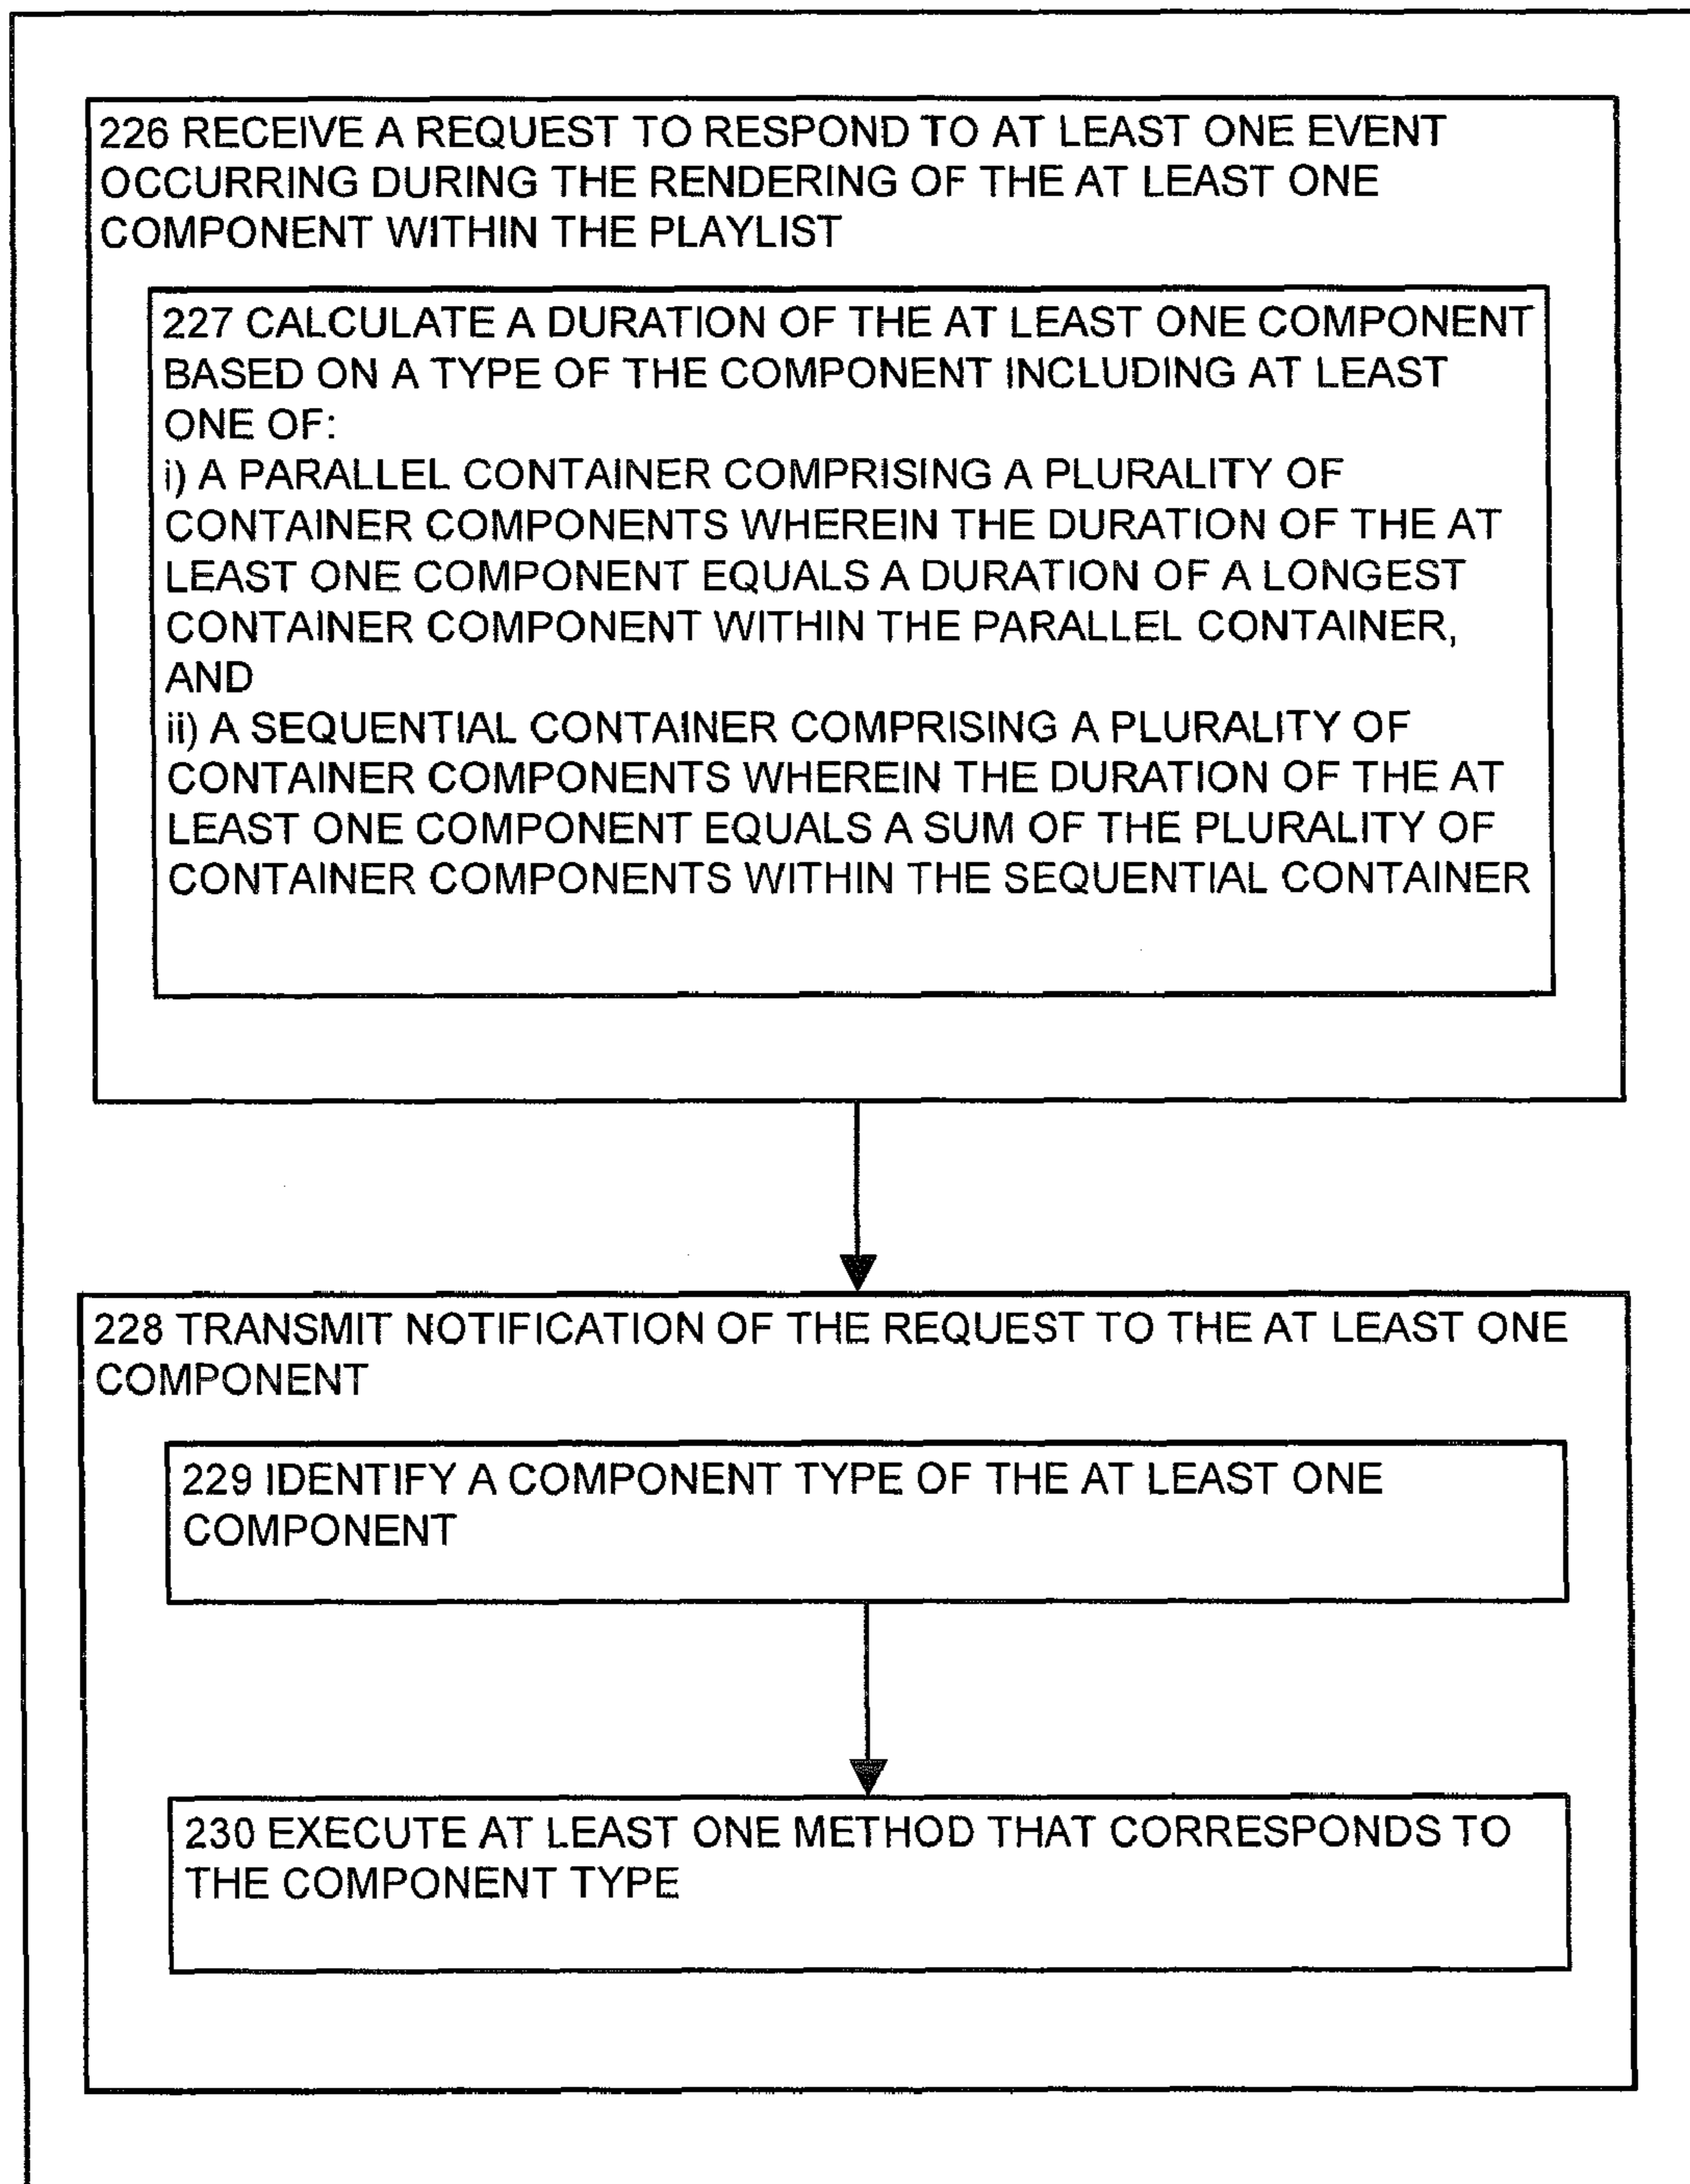 226 RECEIVE A REQUEST TO RESPOND TO AT LEAST ONE EVENT
OCCURRING DURING THE RENDERING OF THE AT LEAST ONE
COMPONENT WITHIN THE PLAYLIST
227 CALCULATE A DURATION OF THE AT LEAST ONE COMPONENT
BASED ON A TYPE OF THE COMPONENT INCLUDING AT LEAST
ONE OF:
i) A PARALLEL CONTAINER COMPRISING A PLURALITY OF
CONTAINER COMPONENTS WHEREIN THE DURATION OF THE AT
LEAST ONE COMPONENT EQUALS A DURATION OF A LONGEST
CONTAINER COMPONENT WITHIN THE PARALLEL CONTAINER,
AND
ii) A SEQUENTIAL CONTAINER COMPRISING A PLURALITY OF
CONTAINER COMPONENTS WHEREIN THE DURATION OF THE AT
LEAST ONE COMPONENT EQUALS A SUM OF THE PLURALITY OF
CONTAINER COMPONENTS WITHIN THE SEQUENTIAL CONTAINER
228 TRANSMIT NOTIFICATION OF THE REQUEST TO THE AT LEAST ONE
COMPONENT
229 IDENTIFY A COMPONENT TYPE OF THE AT LEAST ONE
COMPONENT
230 EXECUTE AT LEAST ONE METHOD THAT CORRESPONDS TO
THE COMPONENT TYPE